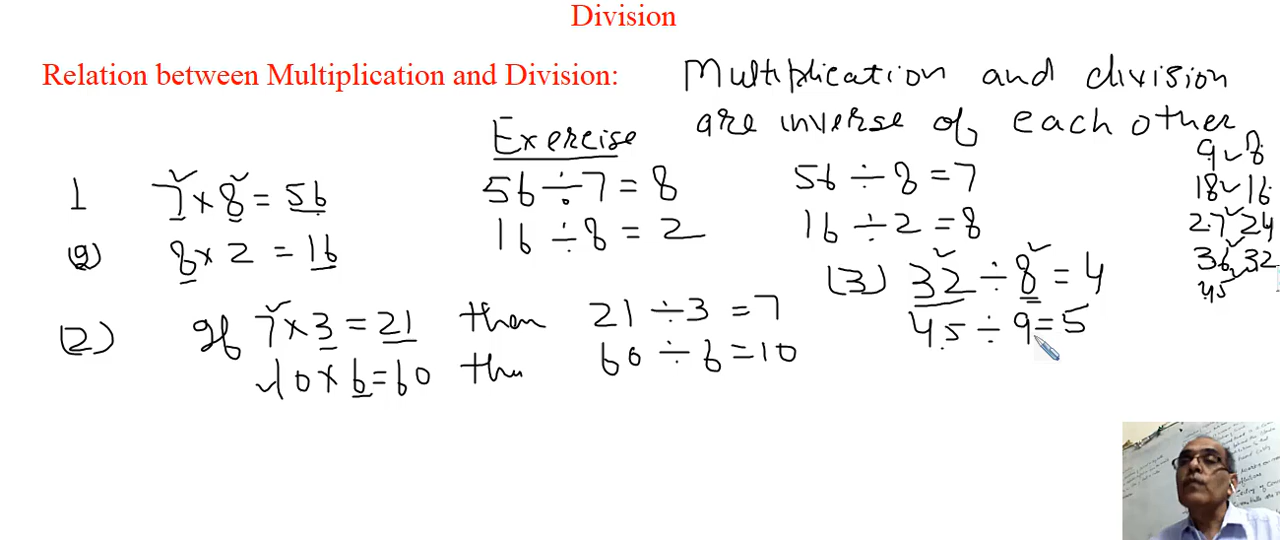 Division
Relation between Multiplication and Division:
Multiplication and division
are inverse of each other
Exercise
1 7 × 8 = 56
56 ÷ 7 = 8
56 ÷ 8 = 7
(g) 8 × 2 = 16
16 ÷ 8 = 2
16 ÷ 2 = 8
(2) If 7 × 3 = 21 then 21 ÷ 3 = 7
10 × 6 = 60 the 60 ÷ 6 = 10
(3) 32 ÷ 8 = 4
45 ÷ 9 = 5
9 8
18 16
27 24
36 32
45